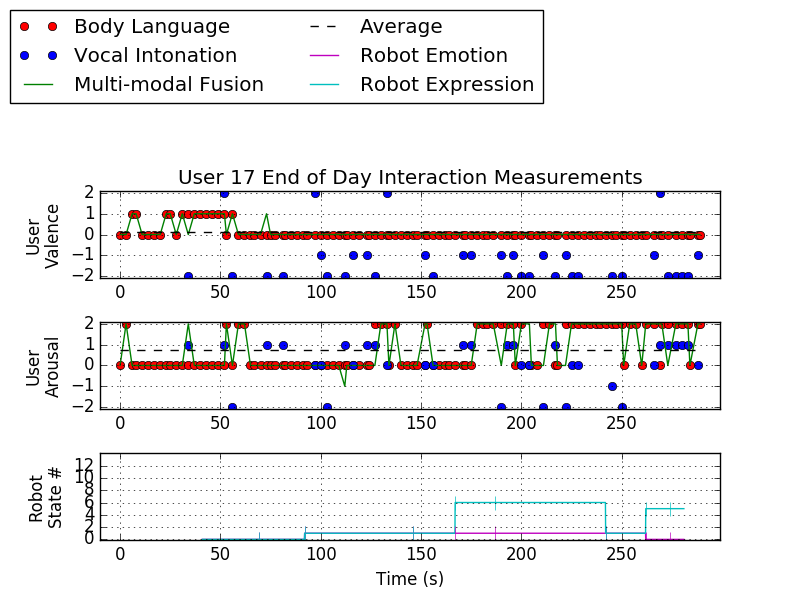 Body Language
Vocal Intonation
Multi-modal Fusion
Average
Robot Emotion
Robot Expression
User 17 End of Day Interaction Measurements
User
Valence
2
1
0
−1
−2
0 50 100 150 200 250
User
Arousal
2
1
0
−1
−2
0 50 100 150 200 250
Robot
State #
12
10
8
6
4
2
0
0 50 100 150 200 250
Time (s)